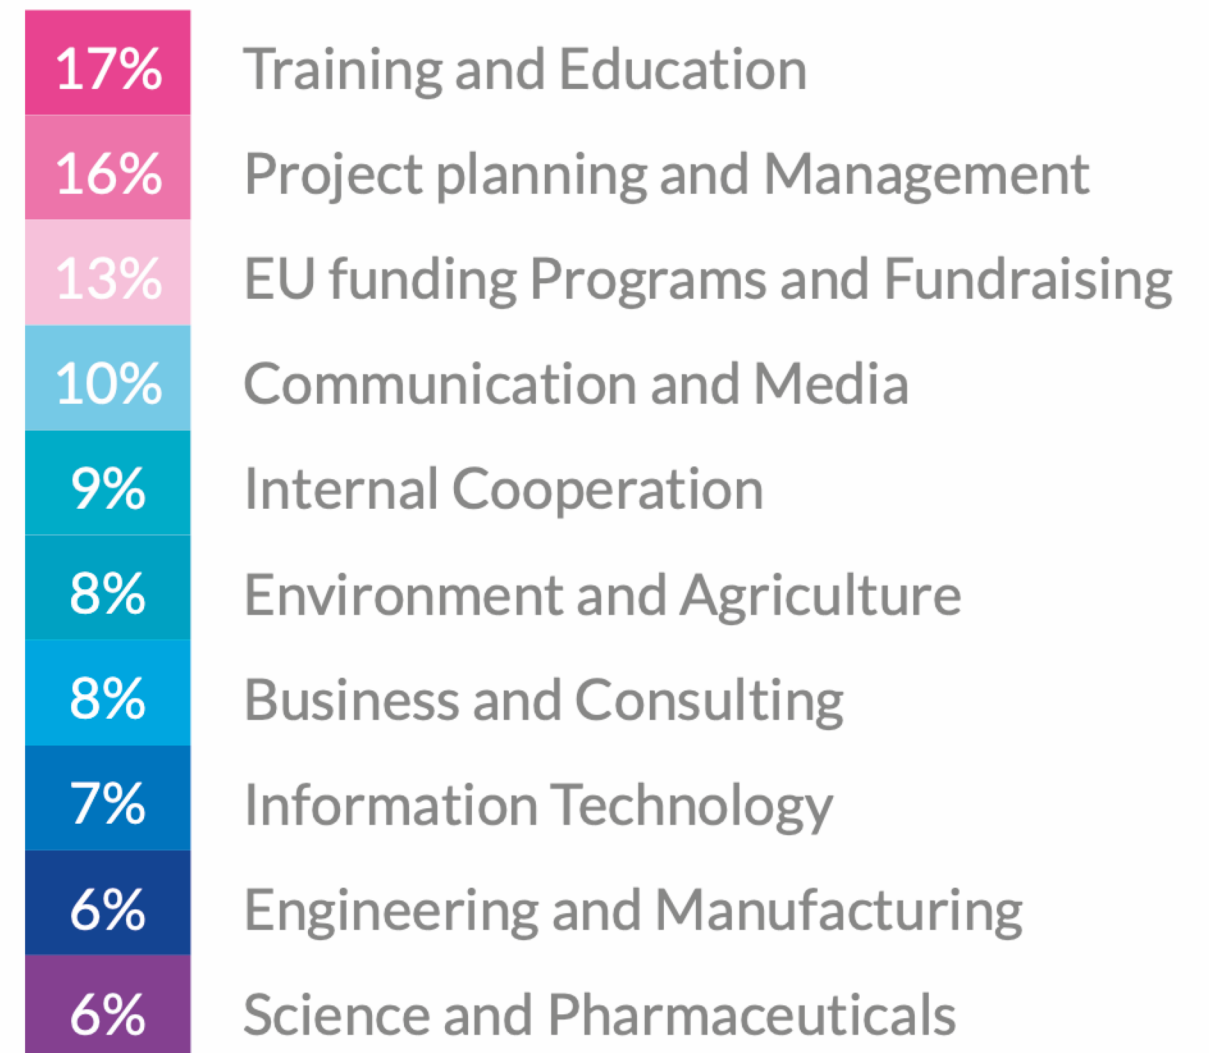 17% Training and Education
16% Project planning and Management
13% EU funding Programs and Fundraising
10% Communication and Media
9% Internal Cooperation
8% Environment and Agriculture
8% Business and Consulting
7% Information Technology
6% Engineering and Manufacturing
6% Science and Pharmaceuticals